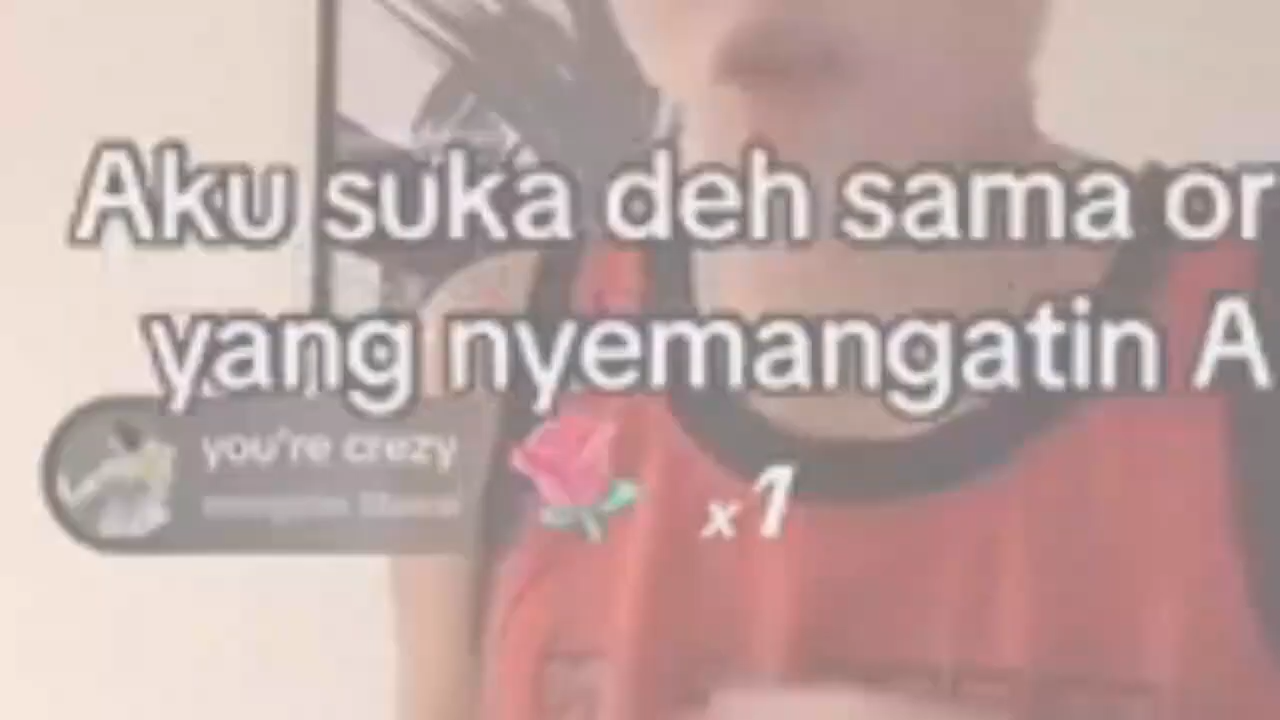 Aku suka deh sama or
yang nyemangatin A
you're crezy
x1